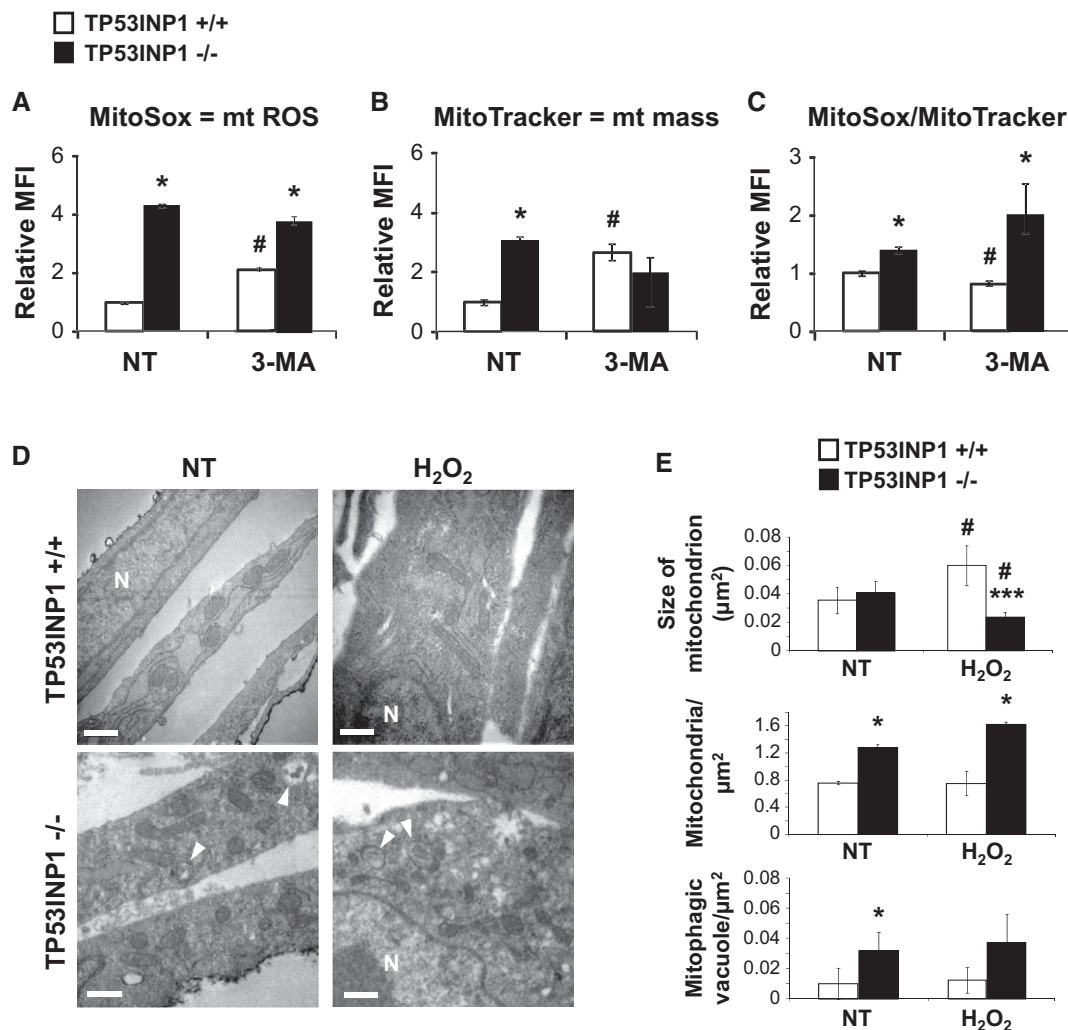 TP53INP1 +/+
TP53INP1 -/-
A
MitoSox = mt ROS
Relative MFI
6
4
2
0
*
#
*
NT
3-MA
B
MitoTracker = mt mass
Relative MFI
6
4
2
0
*
#
NT
3-MA
C
MitoSox/MitoTracker
Relative MFI
3
2
1
0
*
#
*
NT
3-MA
D
NT
H₂O₂
TP53INP1 +/+
N
N
TP53INP1 -/-
N
E
TP53INP1 +/+
TP53INP1 -/-
Size of
mitochondrion
(µm²)
0.08
0.06
0.04
0.02
0
#
#
***
NT
H₂O₂
Mitochondria/
µm²
1.6
1.2
0.8
0.4
0
*
*
NT
H₂O₂
Mitophagic
vacuole/µm²
0.08
0.06
0.04
0.02
0
*
NT
H₂O₂